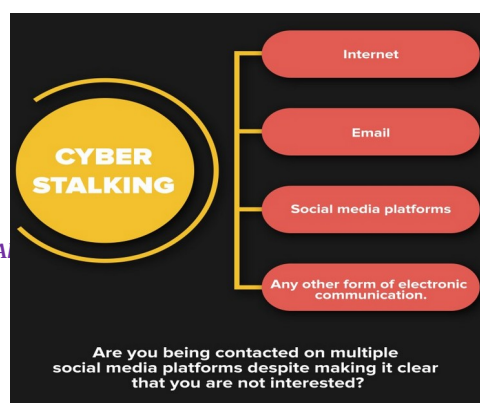 CYBER
STALKING
Internet
Email
Social media platforms
Any other form of electronic
communication.
Are you being contacted on multiple
social media platforms despite making it clear
that you are not interested?